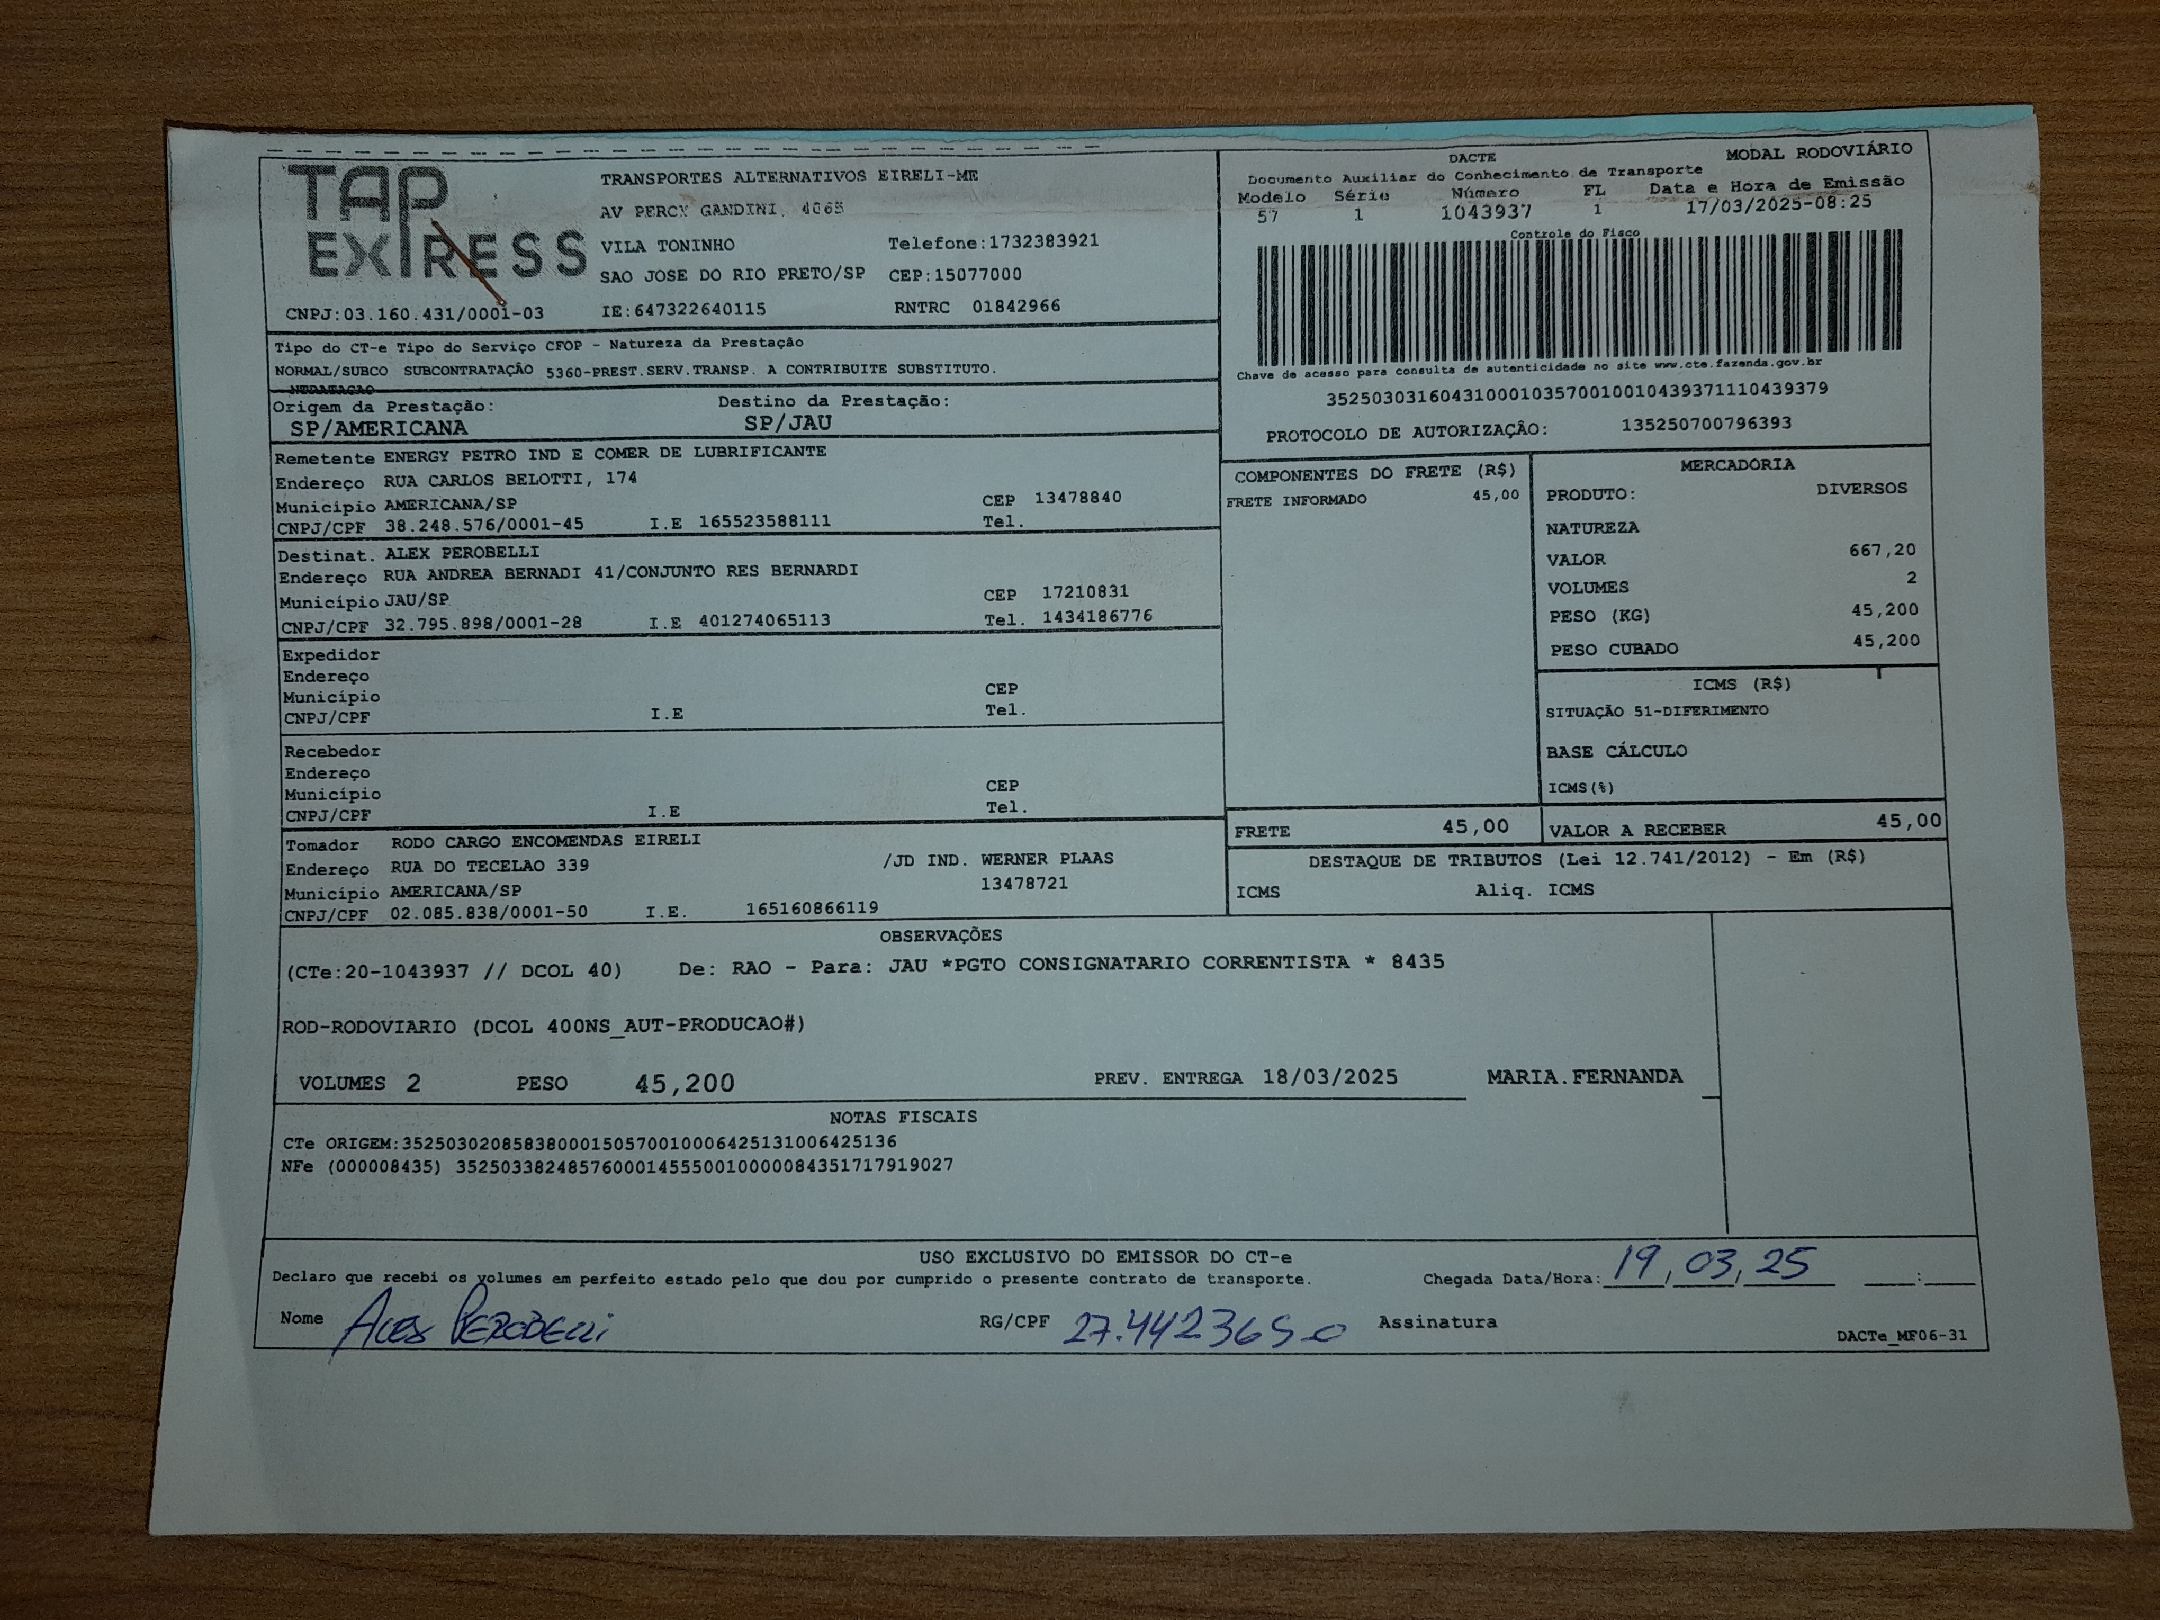 TAP
EXPRESS
TRANSPORTES ALTERNATIVOS EIRELI-ME
AV PERCY GANDINI, 4065
VILA TONINHO Telefone:1732383921
SAO JOSE DO RIO PRETO/SP CEP:15077000
CNPJ:03.160.431/0001-03 IE:647322640115 RNTRC 01842966
DACTE MODAL RODOVIÁRIO
Documento Auxiliar do Conhecimento de Transporte
Modelo Série Número FL Data e Hora de Emissão
57 1 1043937 1 17/03/2025-08:25
Controle do Fisco
Chave de acesso para consulta de autenticidade no site www.cte.fazenda.gov.br
35250303160431000103570010010439371110439379
PROTOCOLO DE AUTORIZAÇÃO: 135250700796393
Tipo do CT-e Tipo do Serviço CFOP - Natureza da Prestação
NORMAL/SUBCO SUBCONTRATAÇÃO 5360-PREST.SERV.TRANSP. A CONTRIBUITE SUBSTITUTO.
Origem da Prestação: Destino da Prestação:
SP/AMERICANA SP/JAU
Remetente ENERGY PETRO IND E COMER DE LUBRIFICANTE
Endereço RUA CARLOS BELOTTI, 174
Município AMERICANA/SP CEP 13478840
CNPJ/CPF 38.248.576/0001-45 I.E 165523588111 Tel.
Destinat. ALEX PEROBELLI
Endereço RUA ANDREA BERNADI 41/CONJUNTO RES BERNARDI
Município JAU/SP CEP 17210831
CNPJ/CPF 32.795.898/0001-28 I.E 401274065113 Tel. 1434186776
Expedidor
Endereço
Município CEP
CNPJ/CPF I.E Tel.
Recebedor
Endereço
Município CEP
CNPJ/CPF I.E Tel.
Tomador RODO CARGO ENCOMENDAS EIRELI
Endereço RUA DO TECELAO 339 /JD IND. WERNER PLAAS
Município AMERICANA/SP 13478721
CNPJ/CPF 02.085.838/0001-50 I.E. 165160866119
COMPONENTES DO FRETE (R$)
FRETE INFORMADO 45,00
MERCADORIA
PRODUTO: DIVERSOS
NATUREZA
VALOR 667,20
VOLUMES 2
PESO (KG) 45,200
PESO CUBADO 45,200
ICMS (R$)
SITUAÇÃO 51-DIFERIMENTO
BASE CÁLCULO
ICMS(%)
FRETE 45,00 VALOR A RECEBER 45,00
DESTAQUE DE TRIBUTOS (Lei 12.741/2012) - Em (R$)
ICMS Aliq. ICMS
OBSERVAÇÕES
(CTe:20-1043937 // DCOL 40) De: RAO - Para: JAU *PGTO CONSIGNATARIO CORRENTISTA * 8435
ROD-RODOVIARIO (DCOL 400NS_AUT-PRODUCAO#)
VOLUMES 2 PESO 45,200 PREV. ENTREGA 18/03/2025 MARIA.FERNANDA
NOTAS FISCAIS
CTe ORIGEM:35250302085838000150570010006425131006425136
NFe (000008435) 35250338248576000145550010000084351717919027
USO EXCLUSIVO DO EMISSOR DO CT-e
Declaro que recebi os volumes em perfeito estado pelo que dou por cumprido o presente contrato de transporte. Chegada Data/Hora: 19, 03, 25 :
Nome Alex Perobelli RG/CPF 27.442365-0 Assinatura
DACTe_MF06-31